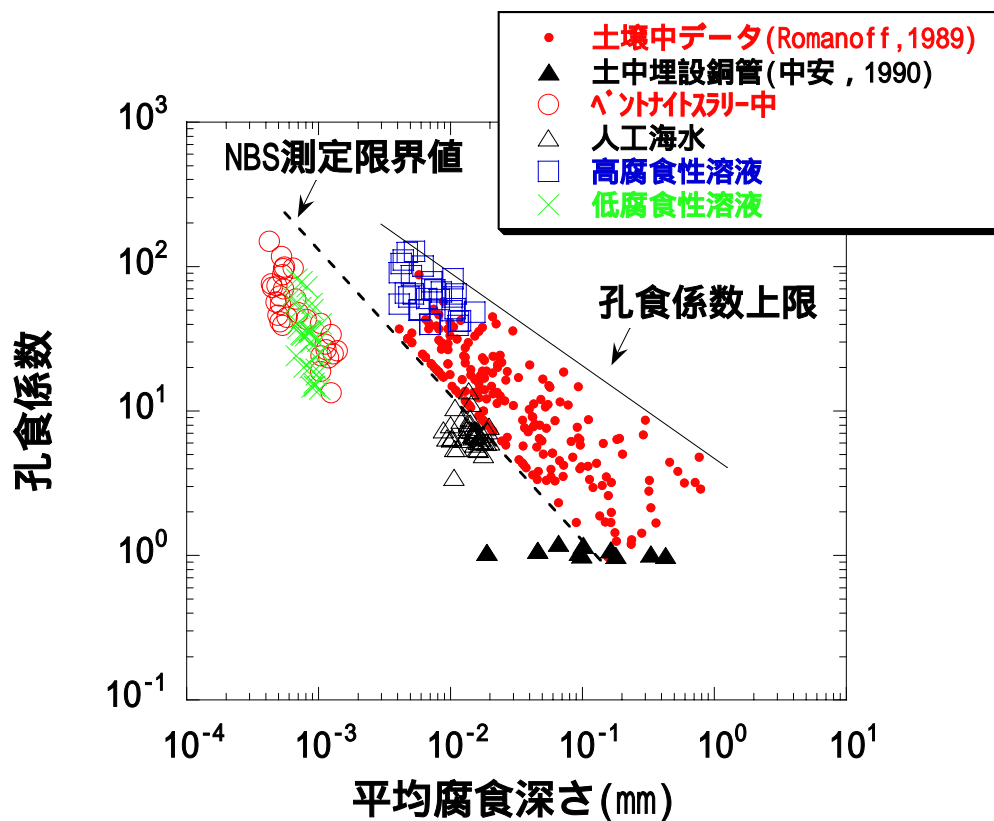 土壌中データ(Romanoff,1989)
土中埋設銅管(中安，1990)
ベントナイトスラリー中
人工海水
高腐食性溶液
低腐食性溶液
NBS測定限界値
孔食係数上限
孔食係数
10³
10²
10¹
10⁰
10⁻¹
10⁻⁴ 10⁻³ 10⁻² 10⁻¹ 10⁰ 10¹
平均腐食深さ(mm)